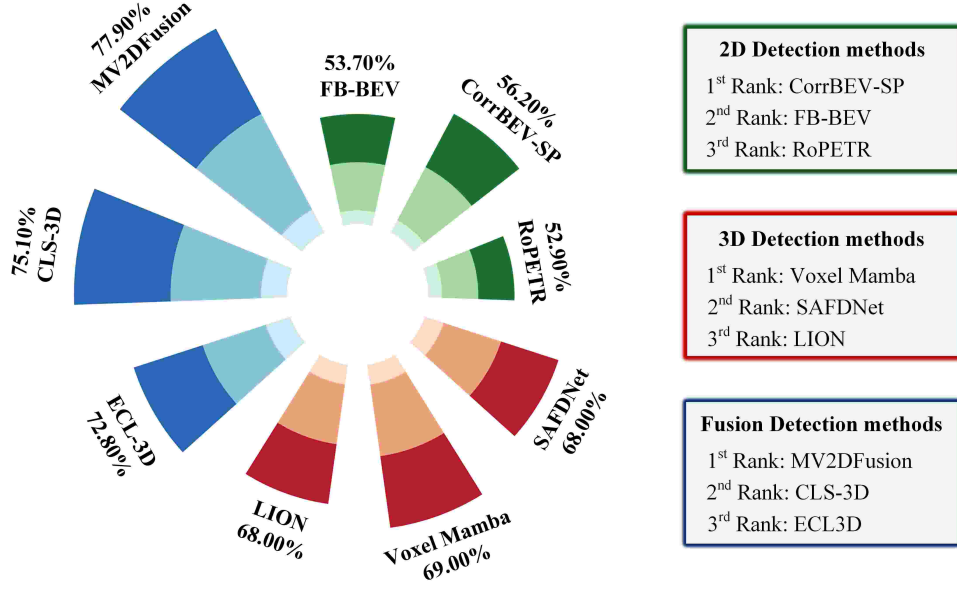 77.90%
MV2DFusion
53.70%
FB-BEV
56.20%
CorrBEV-SP
52.90%
RoPETR
75.10%
CLS-3D
ECL-3D
72.80%
LION
68.00%
Voxel Mamba
69.00%
SAFDNet
68.00%
2D Detection methods
1st Rank: CorrBEV-SP
2nd Rank: FB-BEV
3rd Rank: RoPETR
3D Detection methods
1st Rank: Voxel Mamba
2nd Rank: SAFDNet
3rd Rank: LION
Fusion Detection methods
1st Rank: MV2DFusion
2nd Rank: CLS-3D
3rd Rank: ECL3D